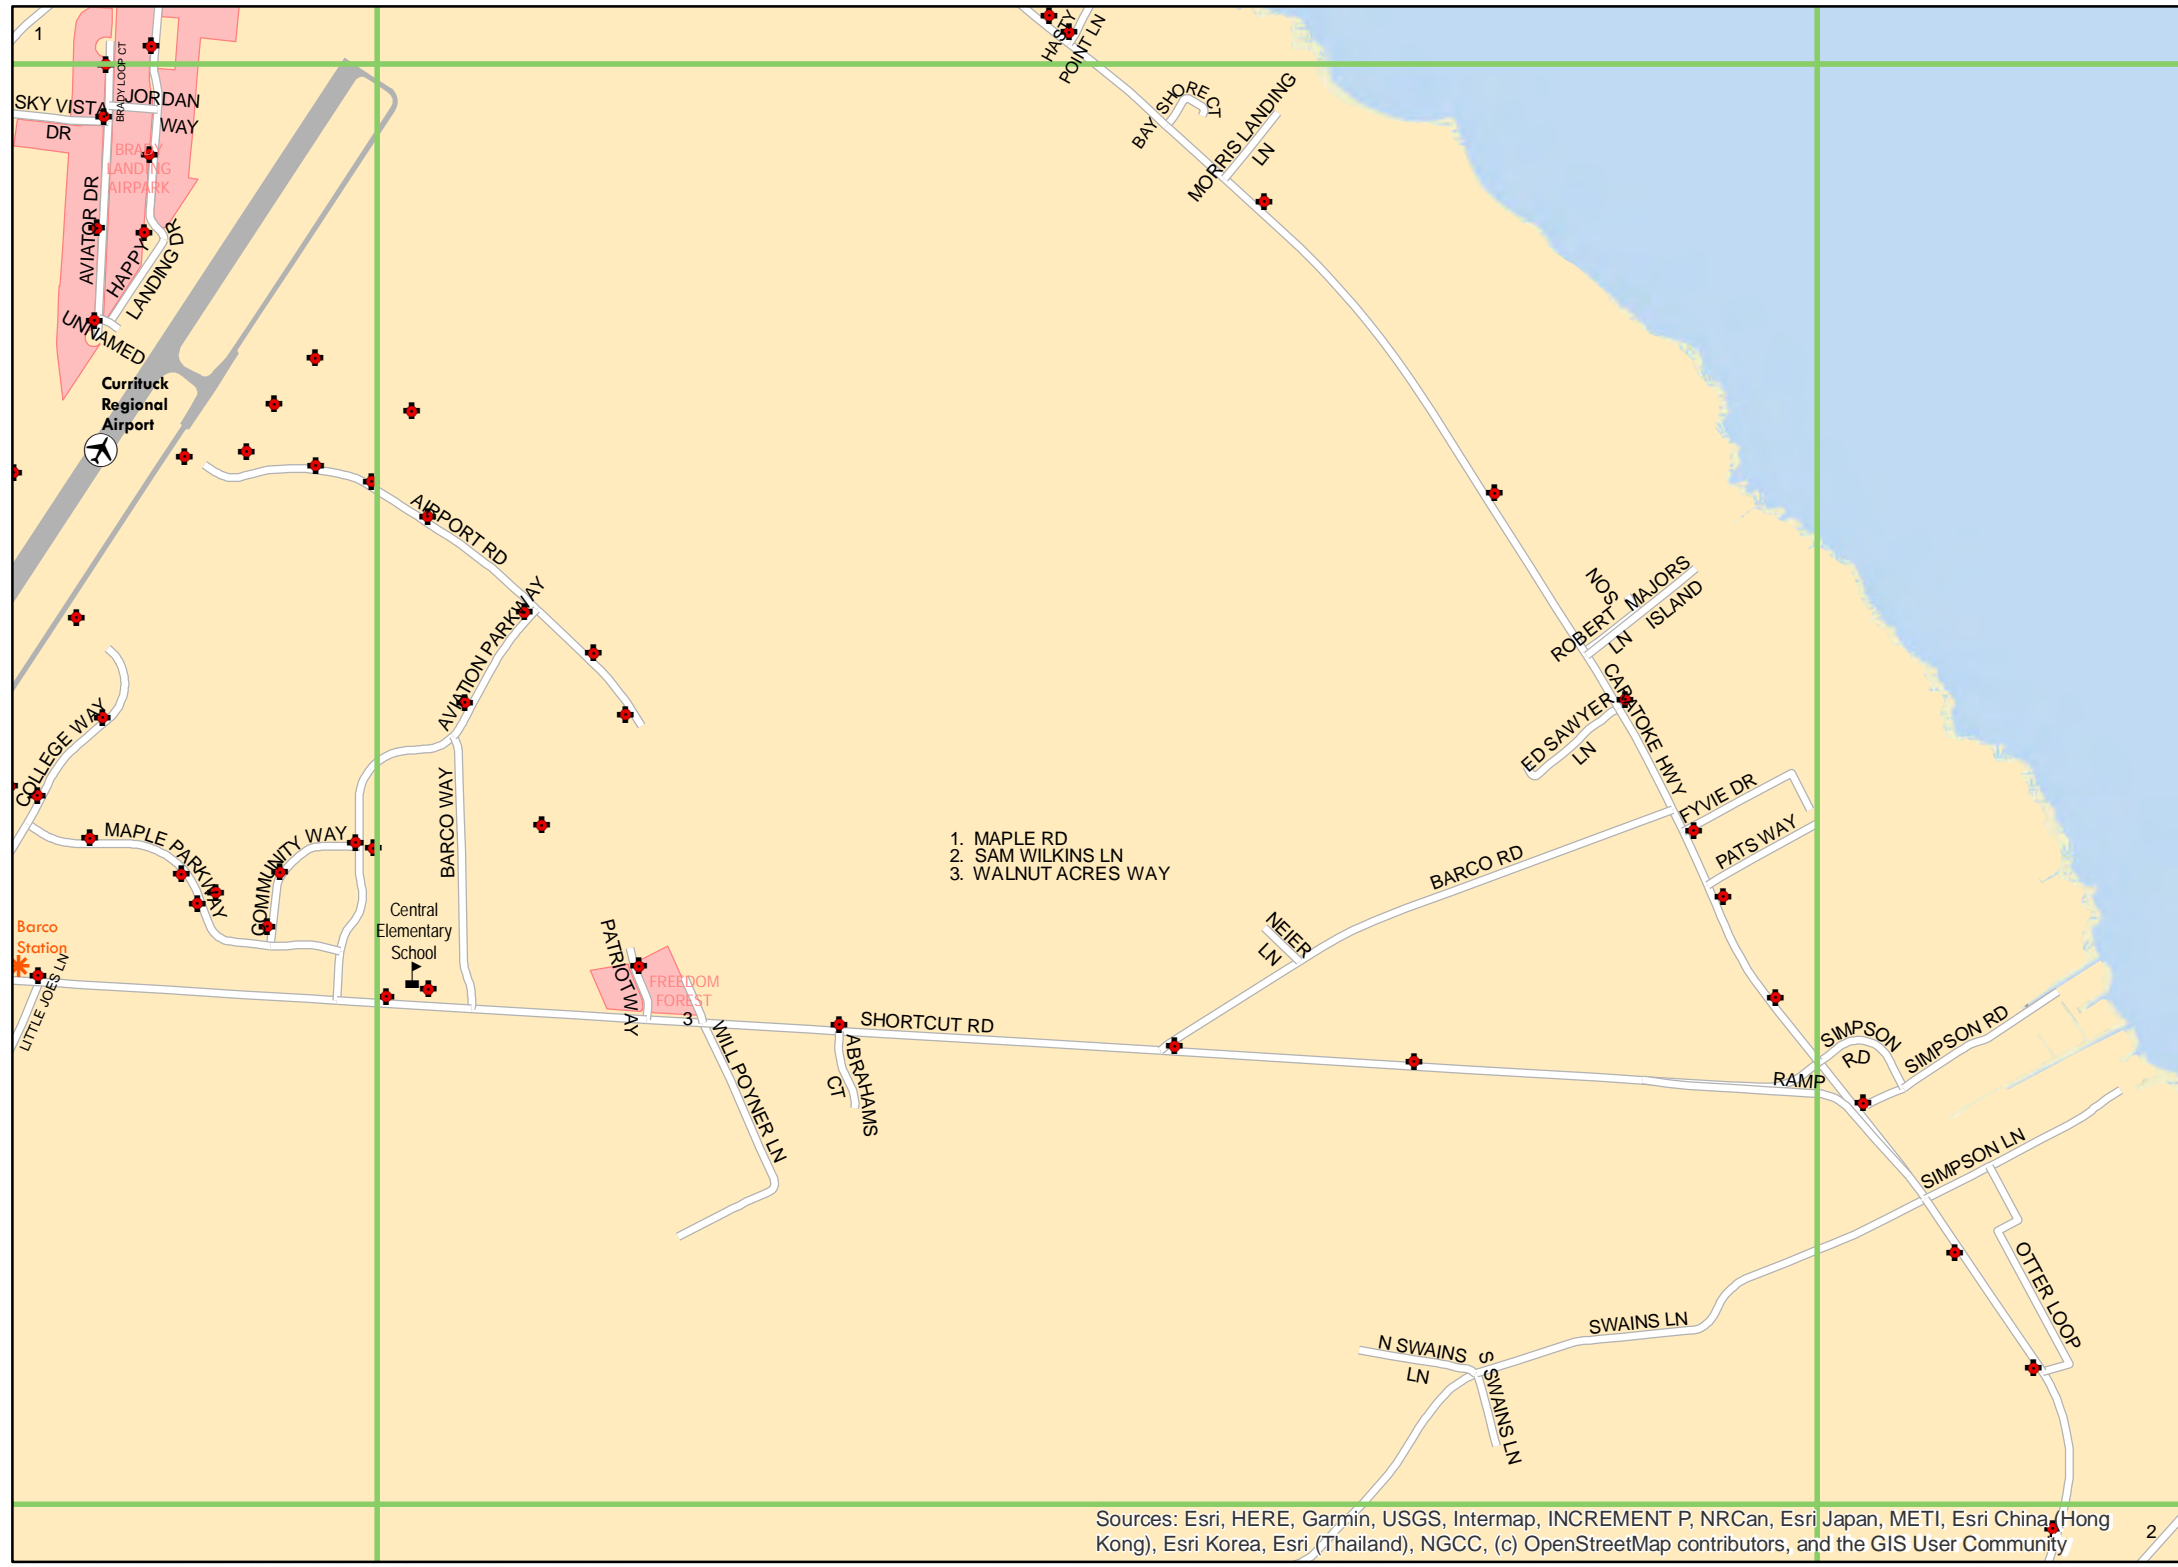 1
HASTY
POINT LN
BRADY LOOP CT
SKY VISTA
DR
JORDAN
WAY
BAY SHORE CT
MORRIS LANDING
LN
BRADY
LANDING
AIRPARK
AVIATOR DR
HAPPY
LANDING DR
UNNAMED
Currituck
Regional
Airport
AIRPORT RD
AVIATION PARKWAY
NOS
ROBERT MAJORS
SON
LN
ISLAND
CARATOKE HWY
ED SAWYER
LN
COLLEGE WAY
BARCO WAY
FYVIE DR
PATS WAY
MAPLE PARKWAY
COMMUNITY WAY
1. MAPLE RD
2. SAM WILKINS LN
3. WALNUT ACRES WAY
BARCO RD
Central
Elementary
School
NEIER
LN
Barco
Station
LITTLE JOES LN
PATRIOT WAY
FREEDOM
FOREST
3
SHORTCUT RD
WILL POYNER LN
ABRAHAMS
CT
SIMPSON
RD
SIMPSON RD
RAMP
SIMPSON LN
OTTER LOOP
SWAINS LN
N SWAINS
LN
S SWAINS LN
Sources: Esri, HERE, Garmin, USGS, Intermap, INCREMENT P, NRCan, Esri Japan, METI, Esri China (Hong
Kong), Esri Korea, Esri (Thailand), NGCC, (c) OpenStreetMap contributors, and the GIS User Community
2